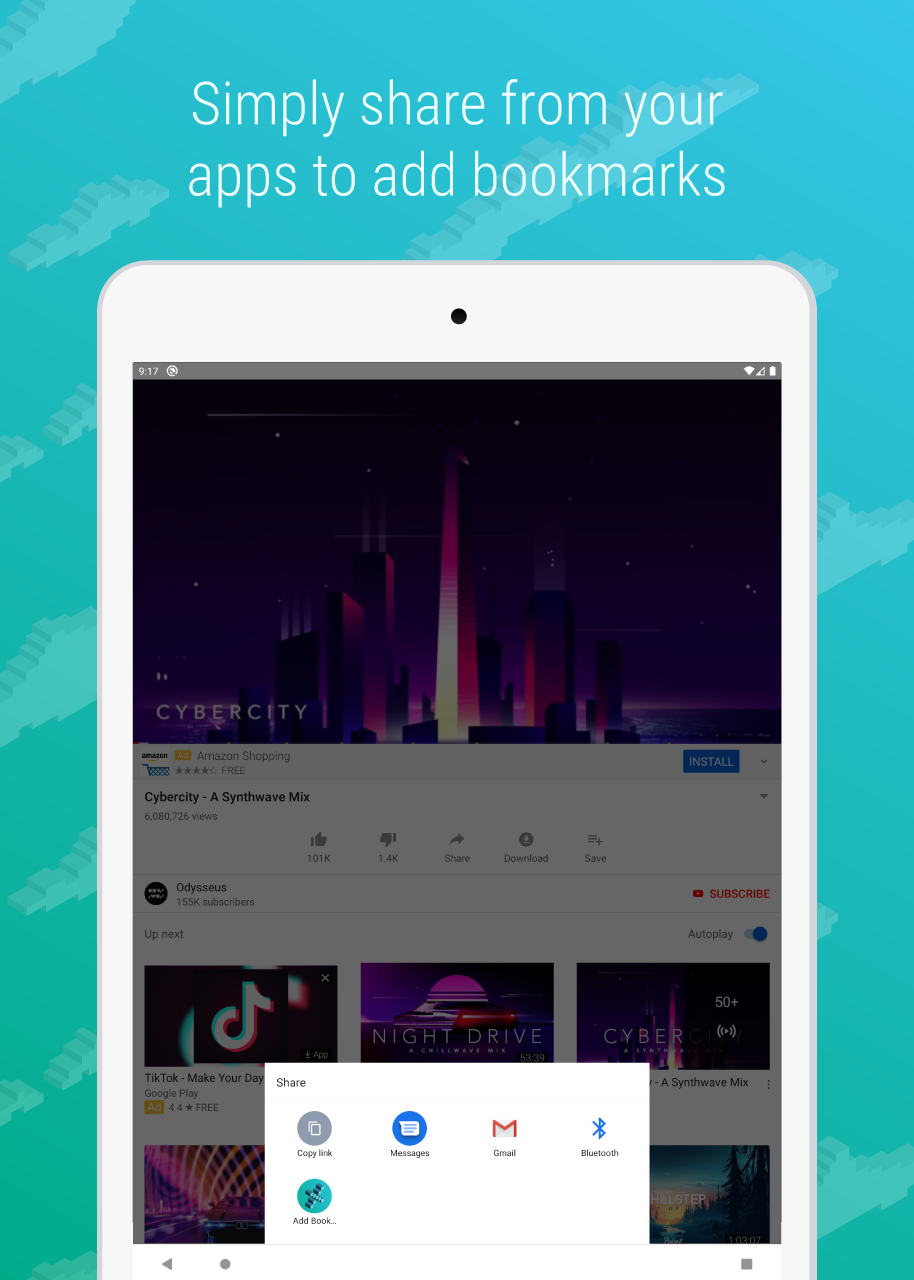 Simply share from your
apps to add bookmarks
9:17
CYBERCITY
amazon
Ad Amazon Shopping
FREE
INSTALL
Cybercity - A Synthwave Mix
6,080,726 views
101K 1.4K Share Download Save
Odysseus
155K subscribers
SUBSCRIBE
Up next
Autoplay
App
NIGHT DRIVE
A CHILLWAVE MIX
53:39
CYBERCITY
A SYNTHWAVE MIX
50+
TikTok - Make Your Day
Google Play
Ad 4.4 ★ FREE
- A Synthwave Mix
Share
Copy link Messages Gmail Bluetooth
Add Book...
HILLSTEP
1:03:07